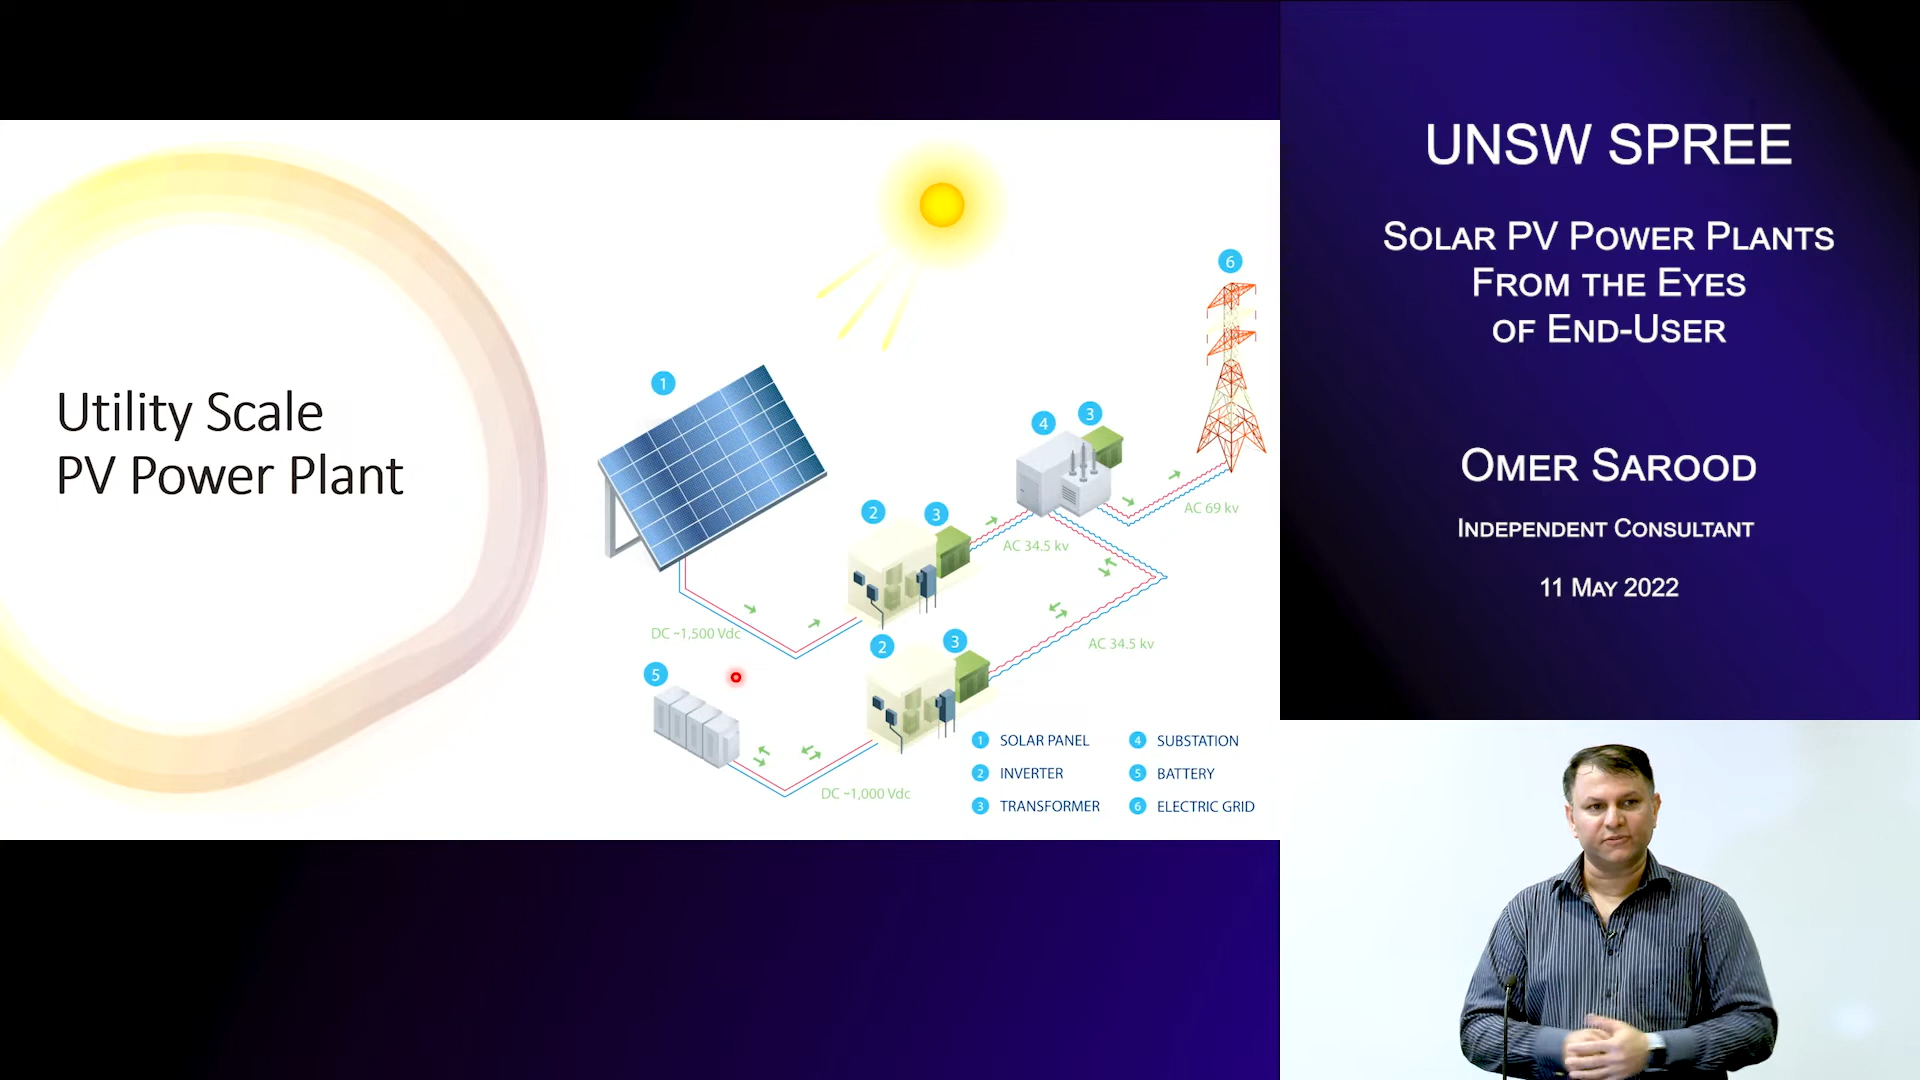 Utility Scale
PV Power Plant
1
6
4
3
2
3
AC 69 kv
AC 34.5 kv
DC ~1,500 Vdc
2
3
AC 34.5 kv
5
DC ~1,000 Vdc
1 SOLAR PANEL
2 INVERTER
3 TRANSFORMER
4 SUBSTATION
5 BATTERY
6 ELECTRIC GRID
UNSW SPREE
SOLAR PV POWER PLANTS
FROM THE EYES
OF END-USER
OMER SAROOD
INDEPENDENT CONSULTANT
11 MAY 2022